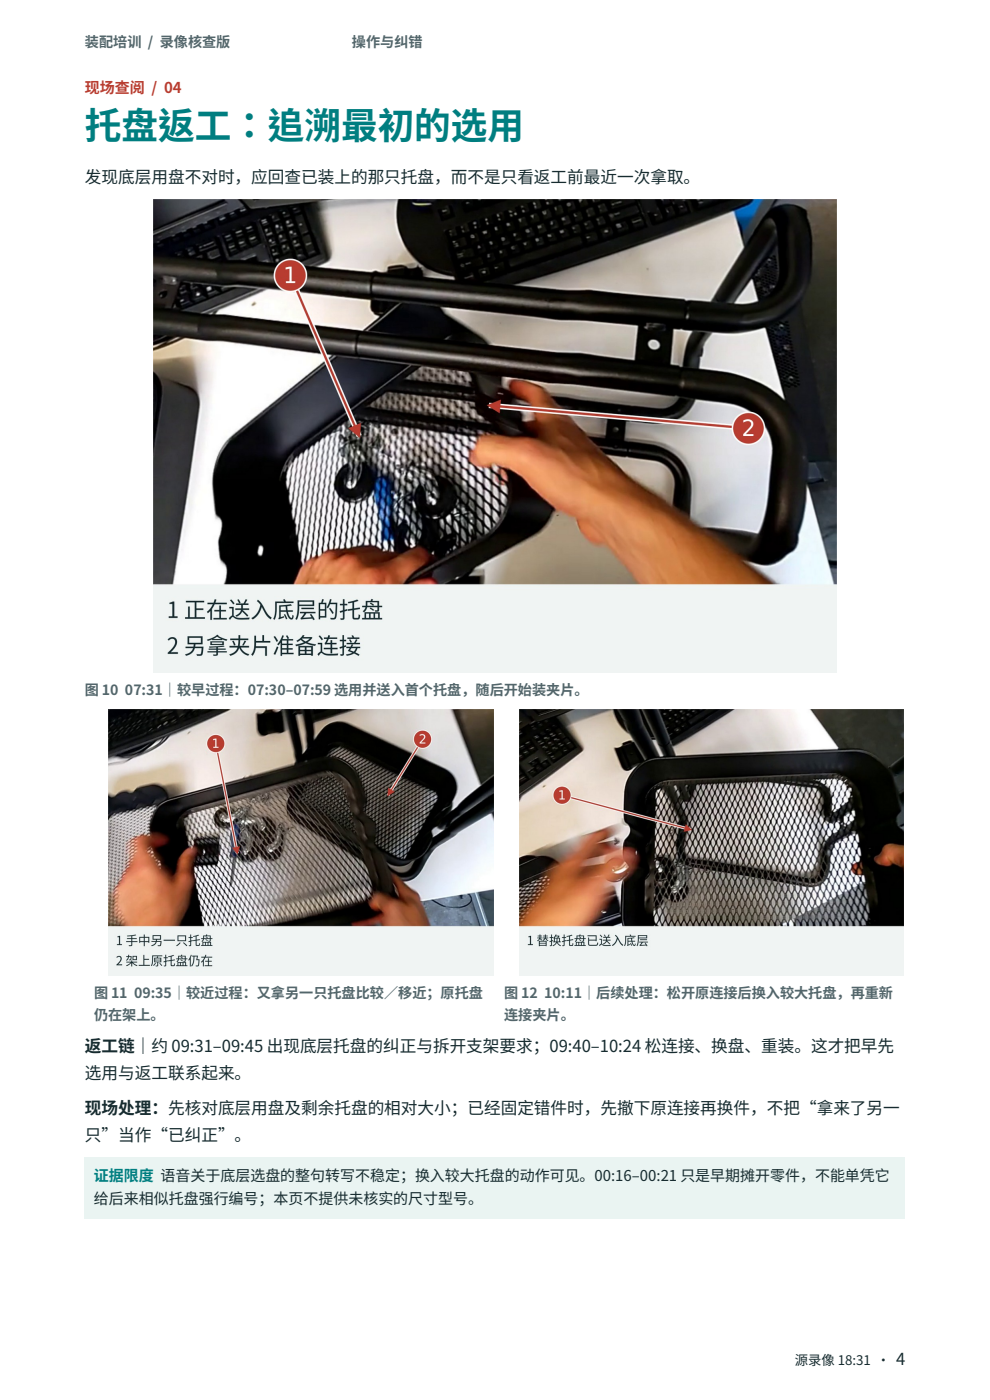 装配培训 / 录像核查版
操作与纠错
现场查阅 / 04
托盘返工：追溯最初的选用
发现底层用盘不对时，应回查已装上的那只托盘，而不是只看返工前最近一次拿取。
1
2
1 正在送入底层的托盘
2 另拿夹片准备连接
图 10 07:31｜较早过程：07:30–07:59 选用并送入首个托盘，随后开始装夹片。
1
2
1 手中另一只托盘
2 架上原托盘仍在
图 11 09:35｜较近过程：又拿另一只托盘比较／移近；原托盘
仍在架上。
1
1 替换托盘已送入底层
图 12 10:11｜后续处理：松开原连接后换入较大托盘，再重新
连接夹片。
返工链｜约 09:31–09:45 出现底层托盘的纠正与拆开支架要求；09:40–10:24 松连接、换盘、重装。这才把早先
选用与返工联系起来。
现场处理：先核对底层用盘及剩余托盘的相对大小；已经固定错件时，先撤下原连接再换件，不把“拿来了另一
只”当作“已纠正”。
证据限度 语音关于底层选盘的整句转写不稳定；换入较大托盘的动作可见。00:16–00:21 只是早期摊开零件，不能单凭它
给后来相似托盘强行编号；本页不提供未核实的尺寸型号。
源录像 18:31 · 4